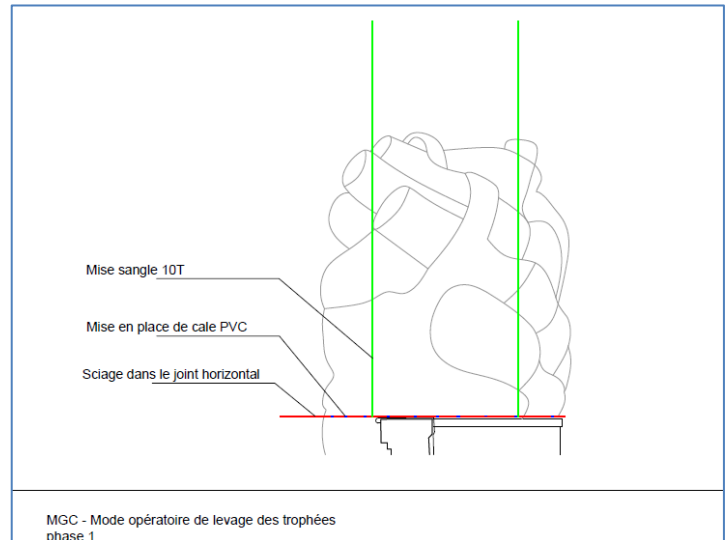 Mise sangle 10T
Mise en place de cale PVC
Sciage dans le joint horizontal
MGC - Mode opératoire de levage des trophées
phase 1